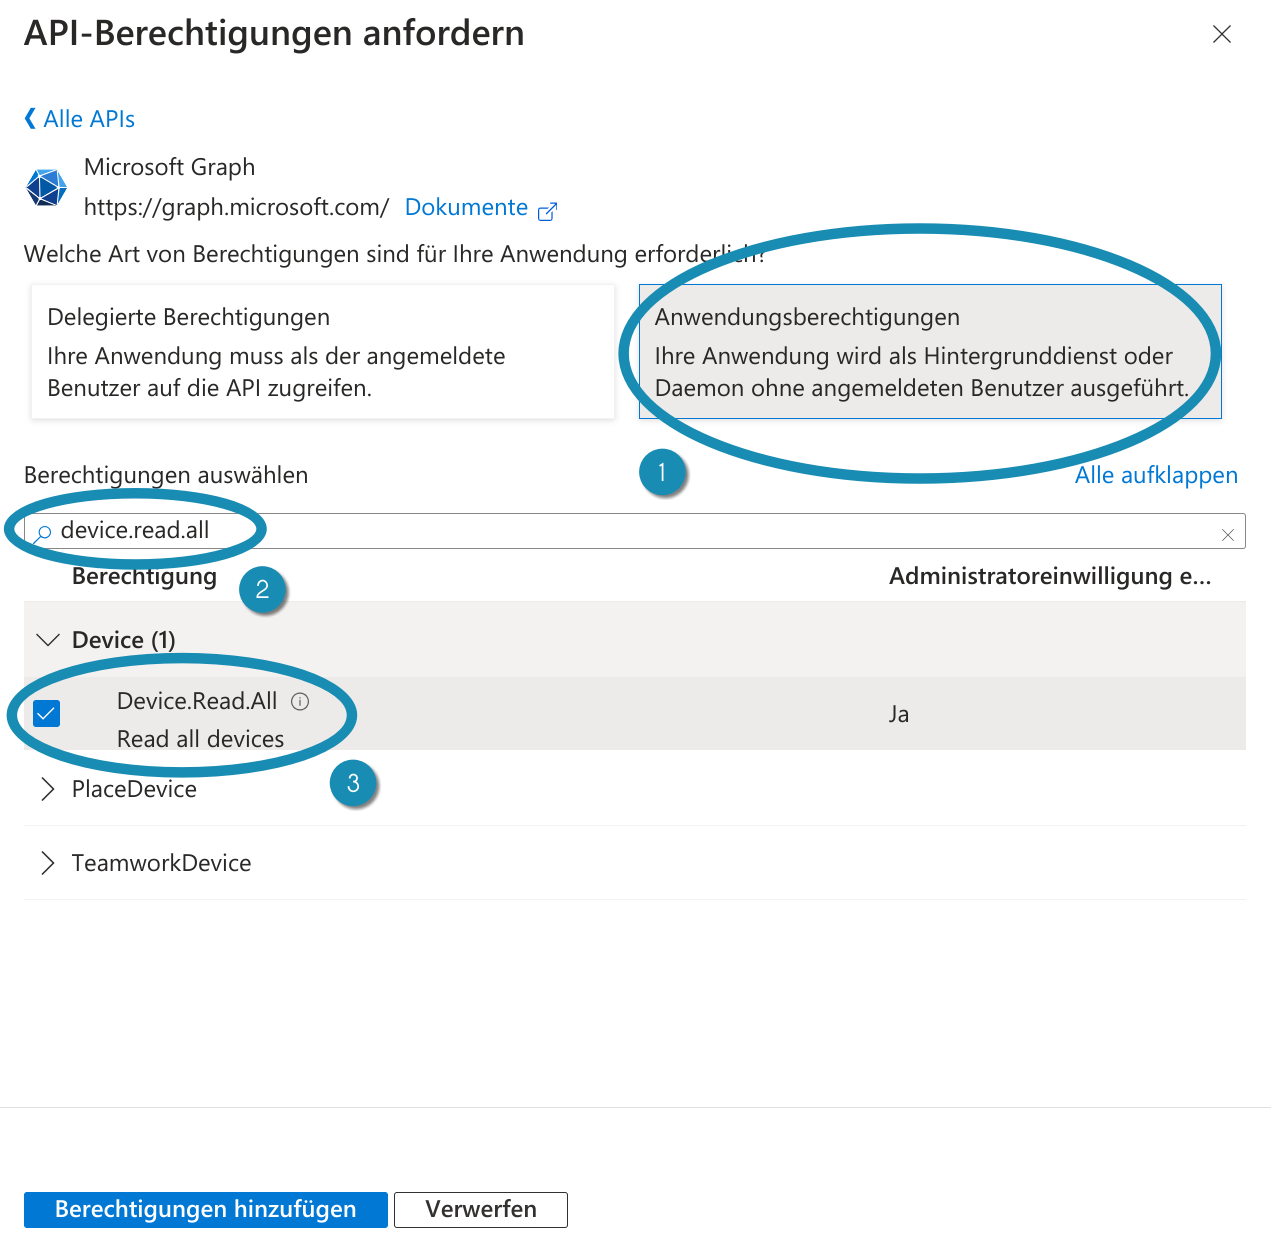 API-Berechtigungen anfordern
Alle APIs
Microsoft Graph
https://graph.microsoft.com/ Dokumente
Welche Art von Berechtigungen sind für Ihre Anwendung erforderlich?
Delegierte Berechtigungen
Ihre Anwendung muss als der angemeldete
Benutzer auf die API zugreifen.
Anwendungsberechtigungen
Ihre Anwendung wird als Hintergrunddienst oder
Daemon ohne angemeldeten Benutzer ausgeführt.
1
Berechtigungen auswählen
Alle aufklappen
device.read.all
2
Berechtigung
Administratoreinwilligung e...
Device (1)
Device.Read.All
Read all devices
Ja
3
PlaceDevice
TeamworkDevice
Berechtigungen hinzufügen
Verwerfen